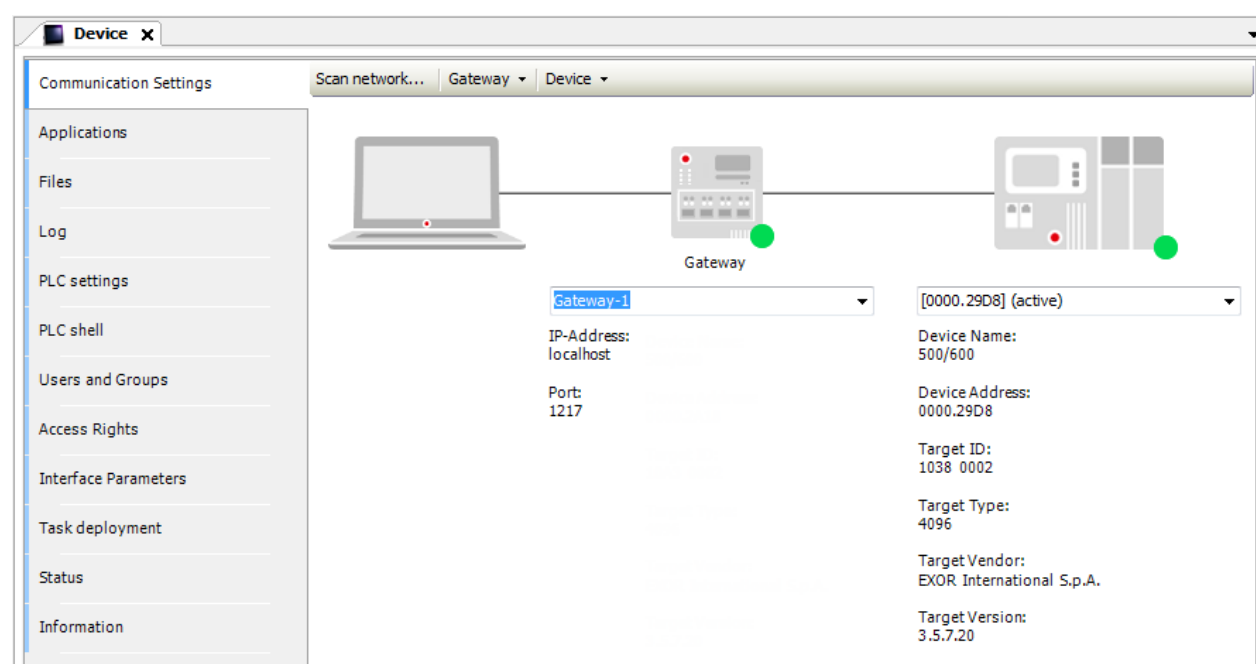 Device
Communication Settings
Scan network...
Gateway
Device
Applications
Files
Log
PLC settings
PLC shell
Users and Groups
Access Rights
Interface Parameters
Task deployment
Status
Information
Gateway
Gateway-1
IP-Address:
localhost
Port:
1217
[0000.29D8] (active)
Device Name:
500/600
Device Address:
0000.29D8
Target ID:
1038 0002
Target Type:
4096
Target Vendor:
EXOR International S.p.A.
Target Version:
3.5.7.20